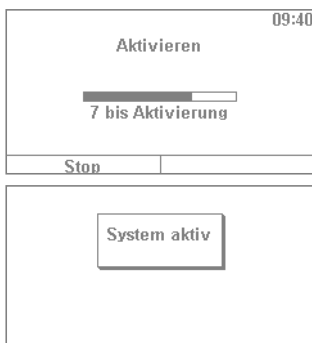 09:40
Aktivieren
7 bis Aktivierung
Stop
System aktiv